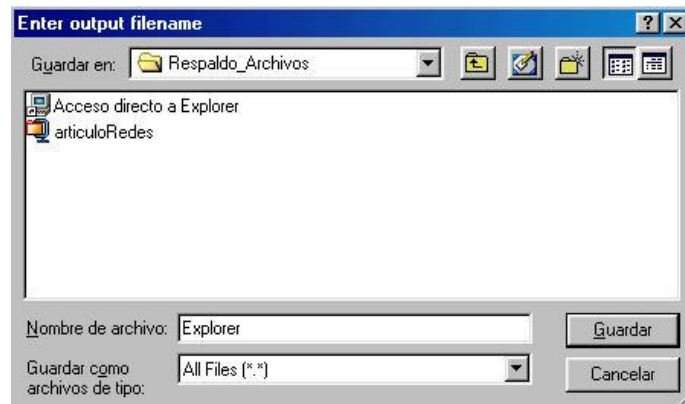 Enter output filename
Guardar en: Respaldo_Archivos
Acceso directo a Explorer
articuloRedes
Nombre de archivo: Explorer Guardar
Guardar como archivos de tipo: All Files (*.*) Cancelar